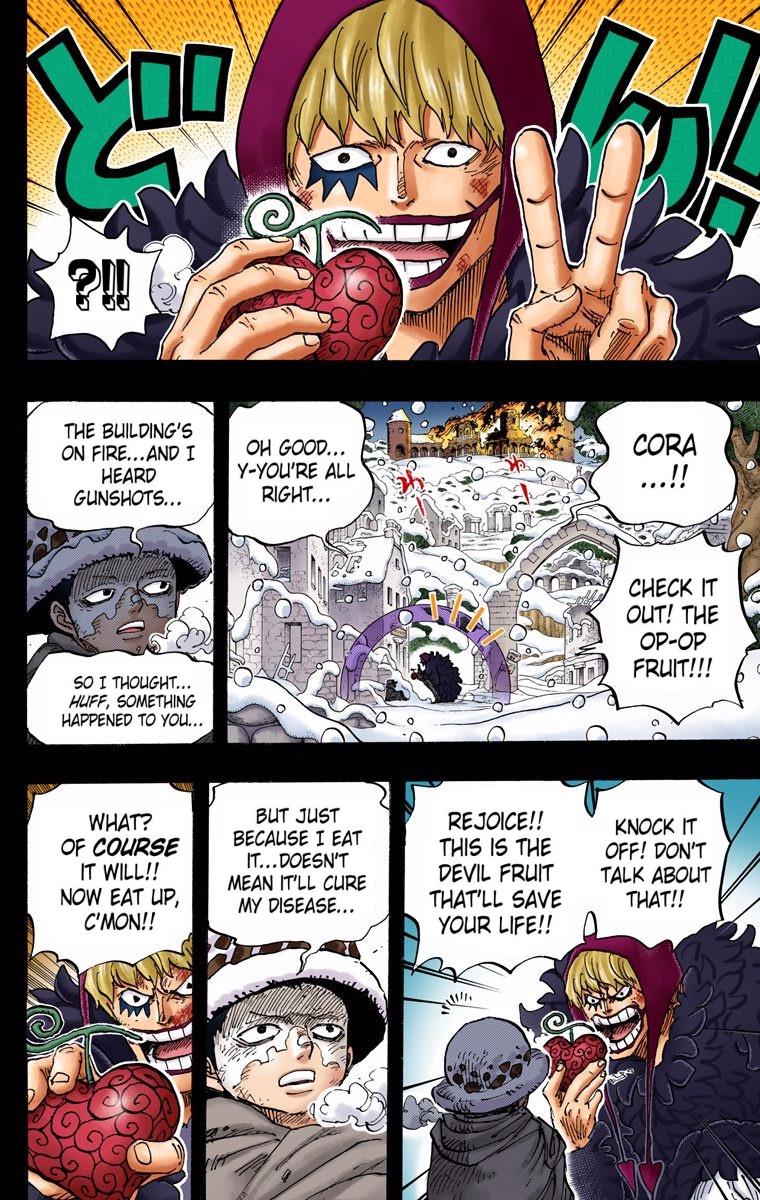 どん!!
?!!
CORA
...!!
CHECK IT
OUT! THE
OP-OP
FRUIT!!!
OH GOOD...
Y-YOU'RE ALL
RIGHT...
THE BUILDING'S
ON FIRE...AND I
HEARD
GUNSHOTS...
SO I THOUGHT...
HUFF, SOMETHING
HAPPENED TO YOU...
KNOCK IT
OFF! DON'T
TALK ABOUT
THAT!!
REJOICE!!
THIS IS THE
DEVIL FRUIT
THAT'LL SAVE
YOUR LIFE!!
BUT JUST
BECAUSE I EAT
IT...DOESN'T
MEAN IT'LL CURE
MY DISEASE...
WHAT?
OF COURSE
IT WILL!!
NOW EAT UP,
C'MON!!